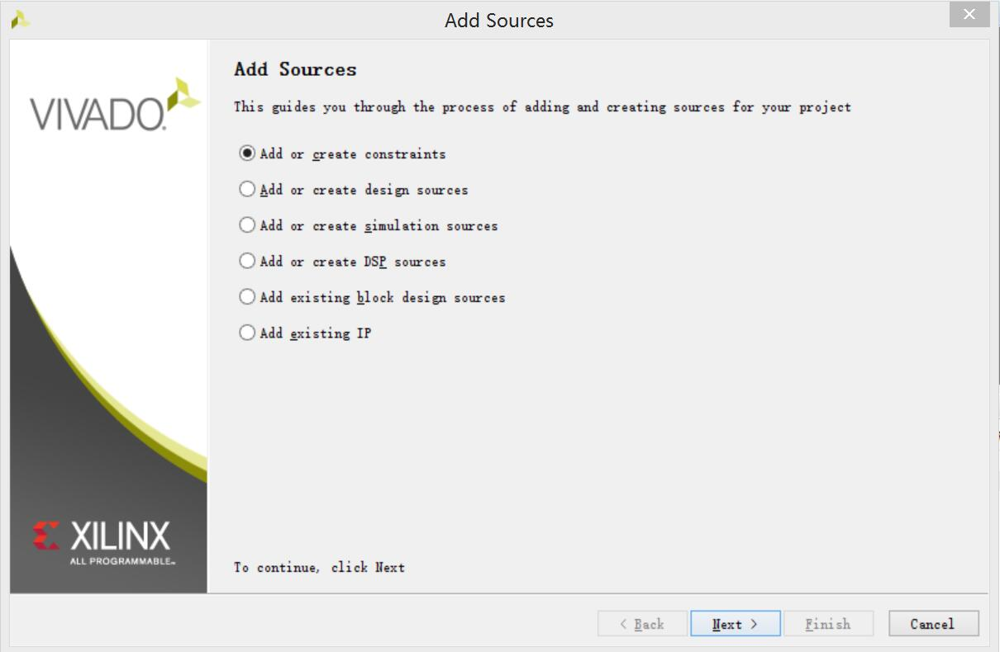 Add Sources
VIVADO.
Add Sources
This guides you through the process of adding and creating sources for your project
Add or create constraints
Add or create design sources
Add or create simulation sources
Add or create DSP sources
Add existing block design sources
Add existing IP
XILINX
ALL PROGRAMMABLE™
To continue, click Next
< Back
Next >
Finish
Cancel